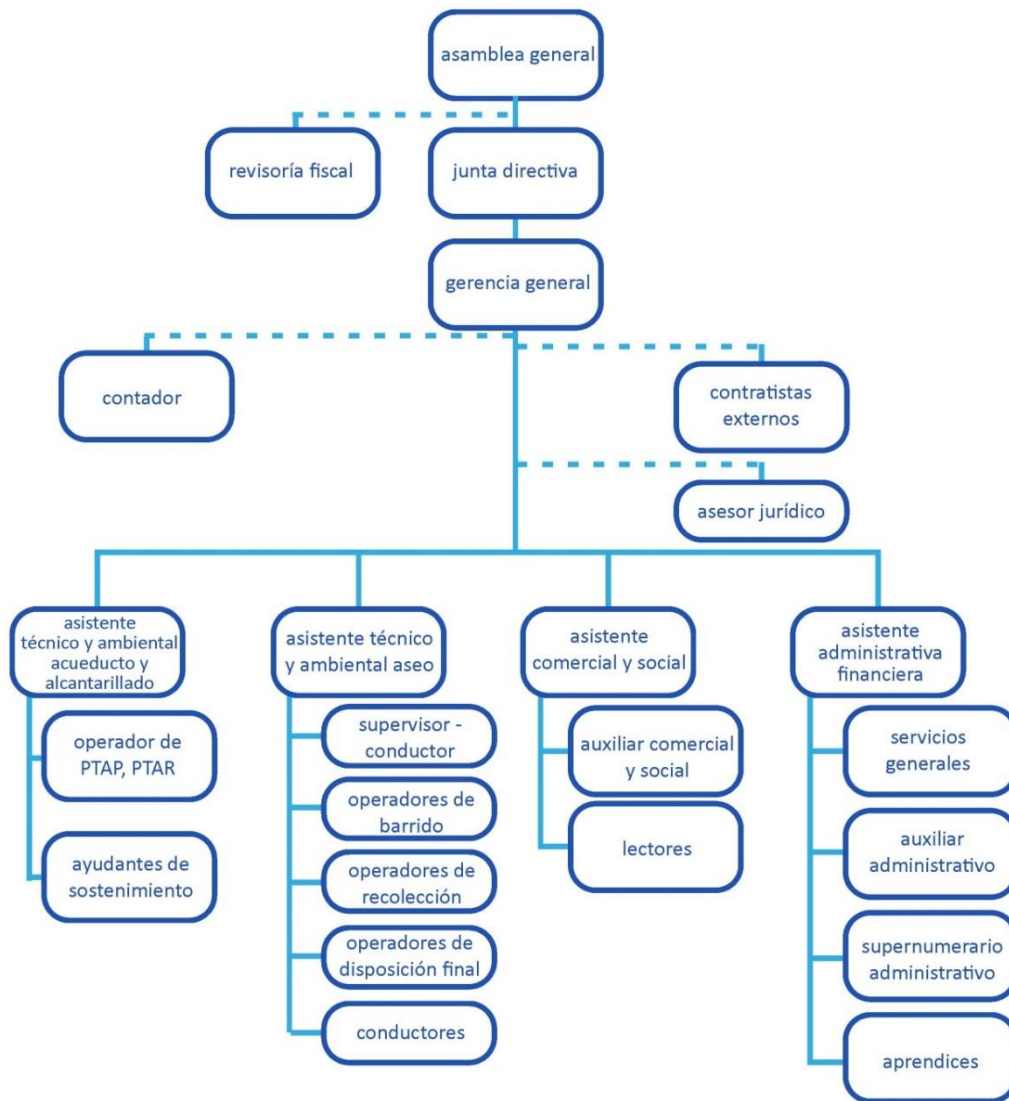 asamblea general
revisoría fiscal
junta directiva
gerencia general
contador
contratistas
externos
asesor jurídico
asistente
técnico y ambiental
acueducto y
alcantarillado
operador de
PTAP, PTAR
ayudantes de
sostenimiento
asistente técnico
y ambiental aseo
supervisor -
conductor
operadores de
barrido
operadores de
recolección
operadores de
disposición final
conductores
asistente
comercial y social
auxiliar comercial
y social
lectores
asistente
administrativa
financiera
servicios
generales
auxiliar
administrativo
supernumerario
administrativo
aprendices